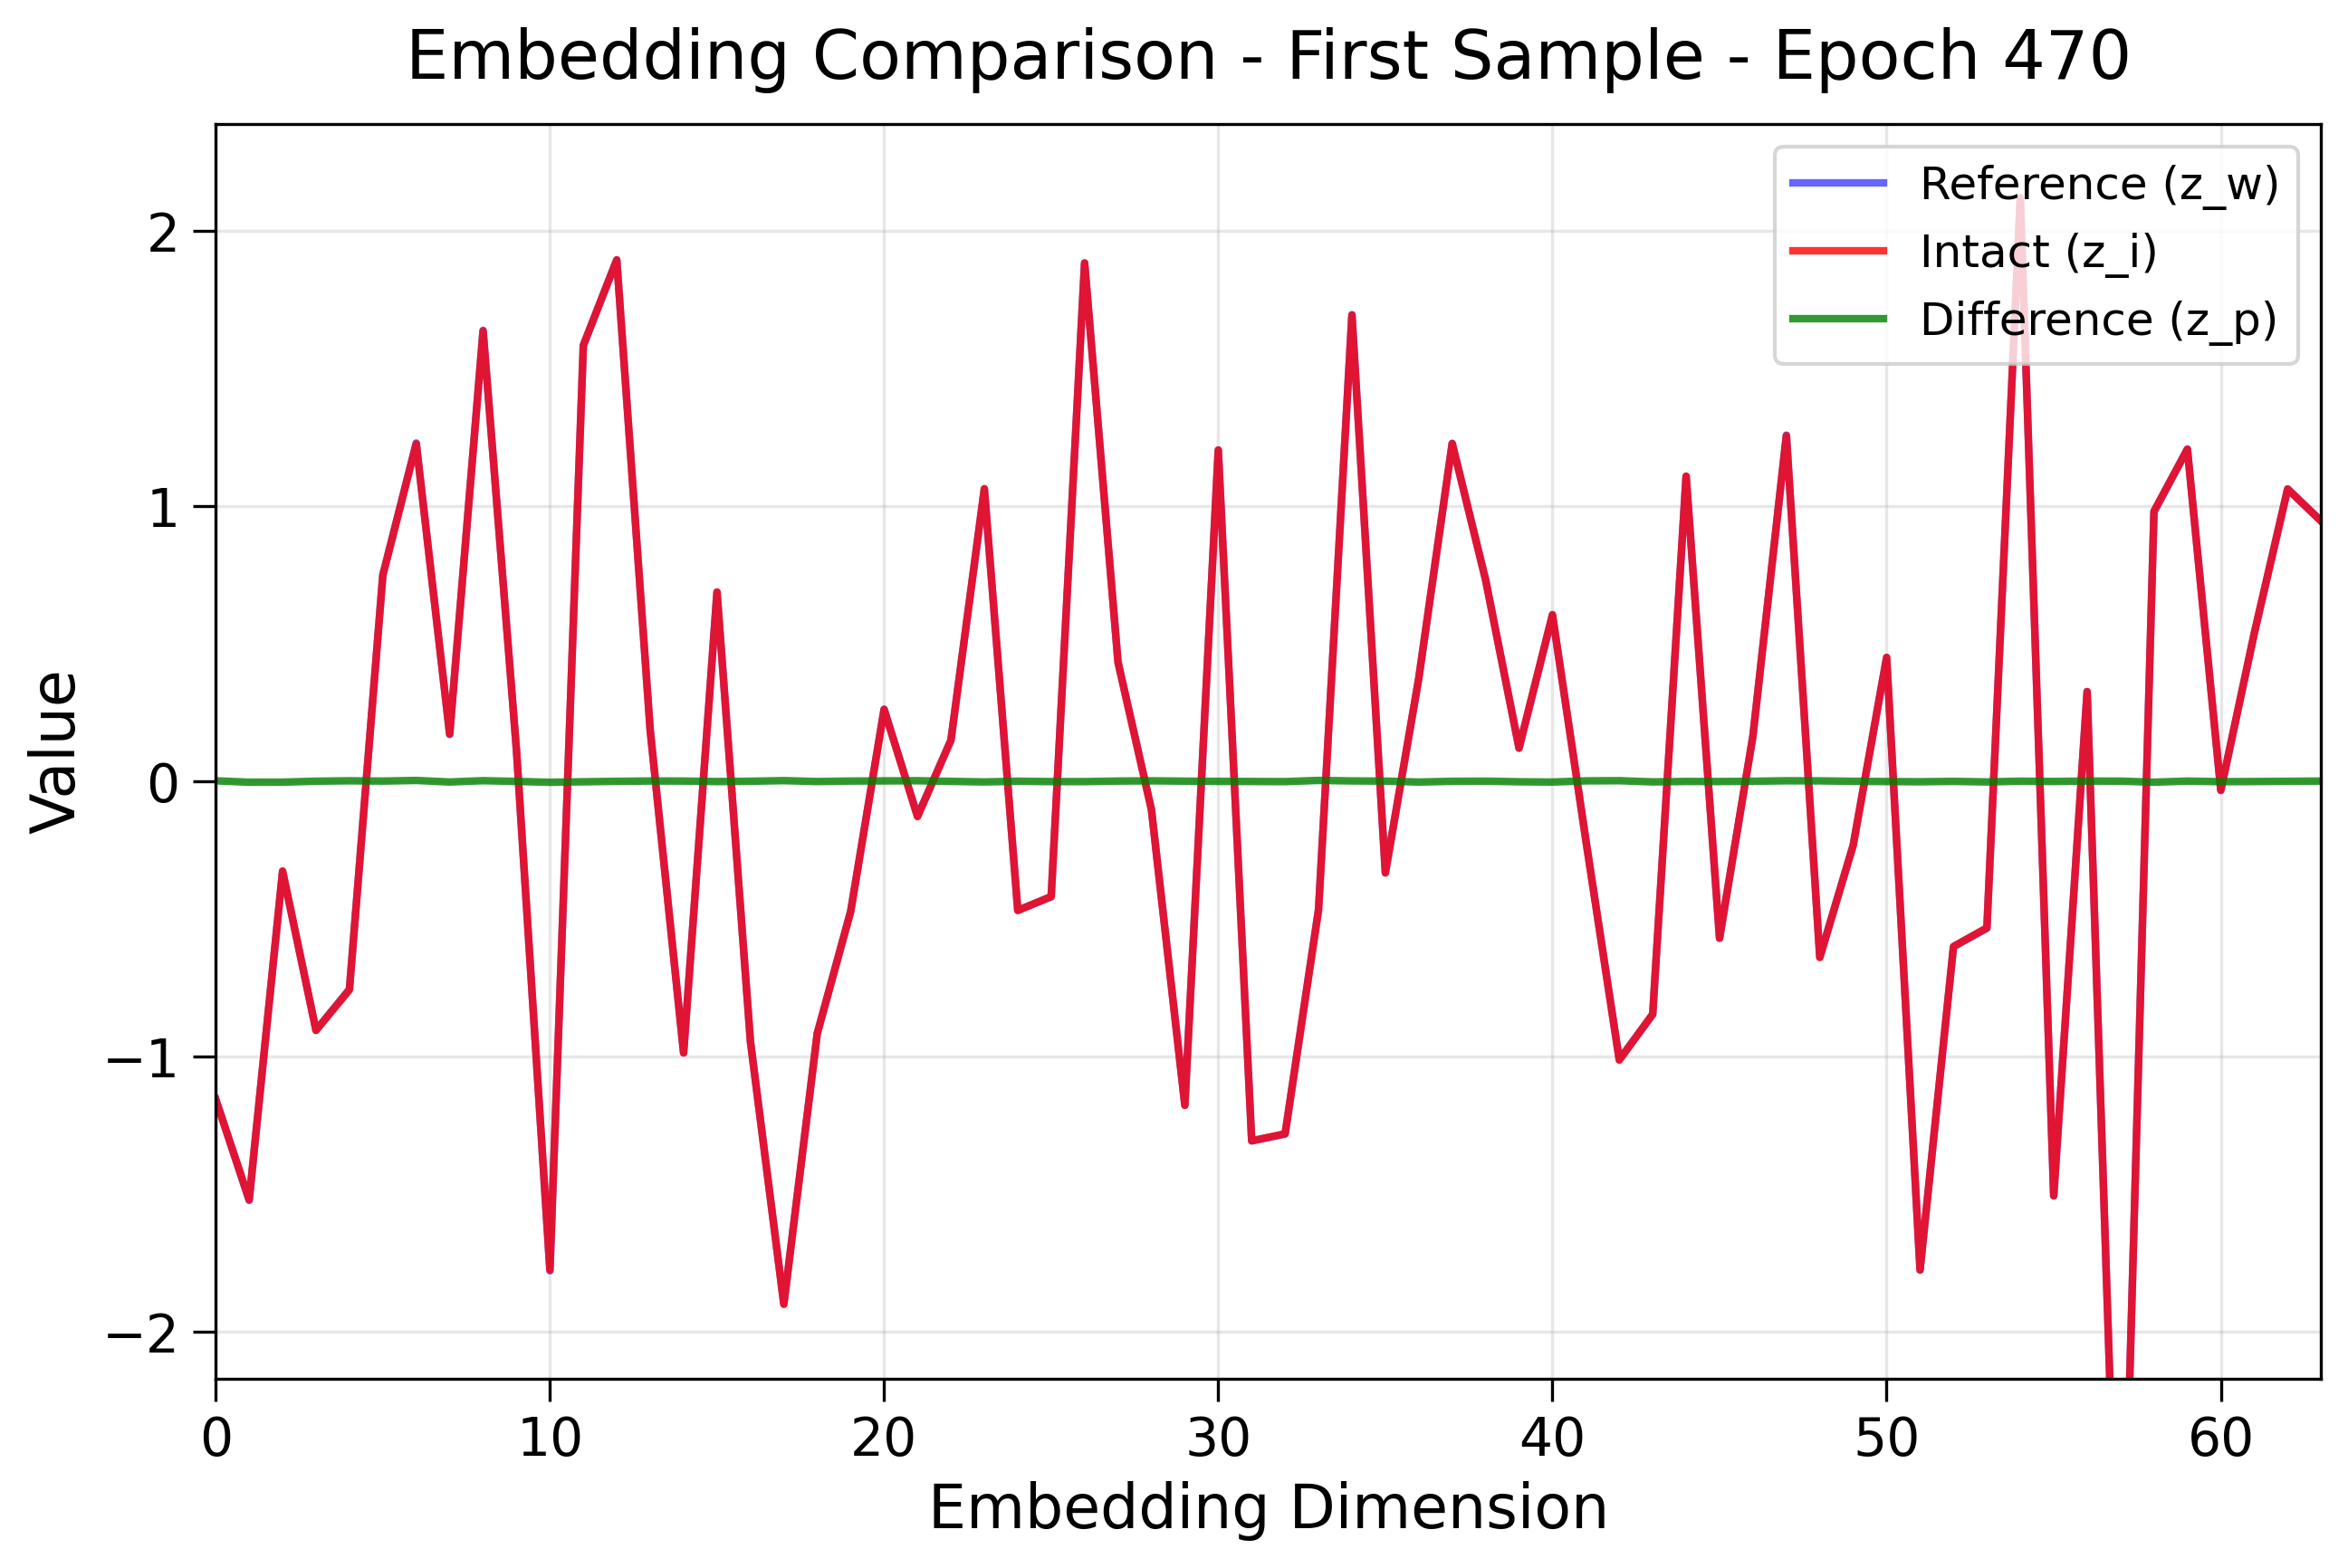 Embedding Comparison - First Sample - Epoch 470
Reference (z_w)
Intact (z_i)
Difference (z_p)
Value
2
1
0
−1
−2
0 10 20 30 40 50 60
Embedding Dimension